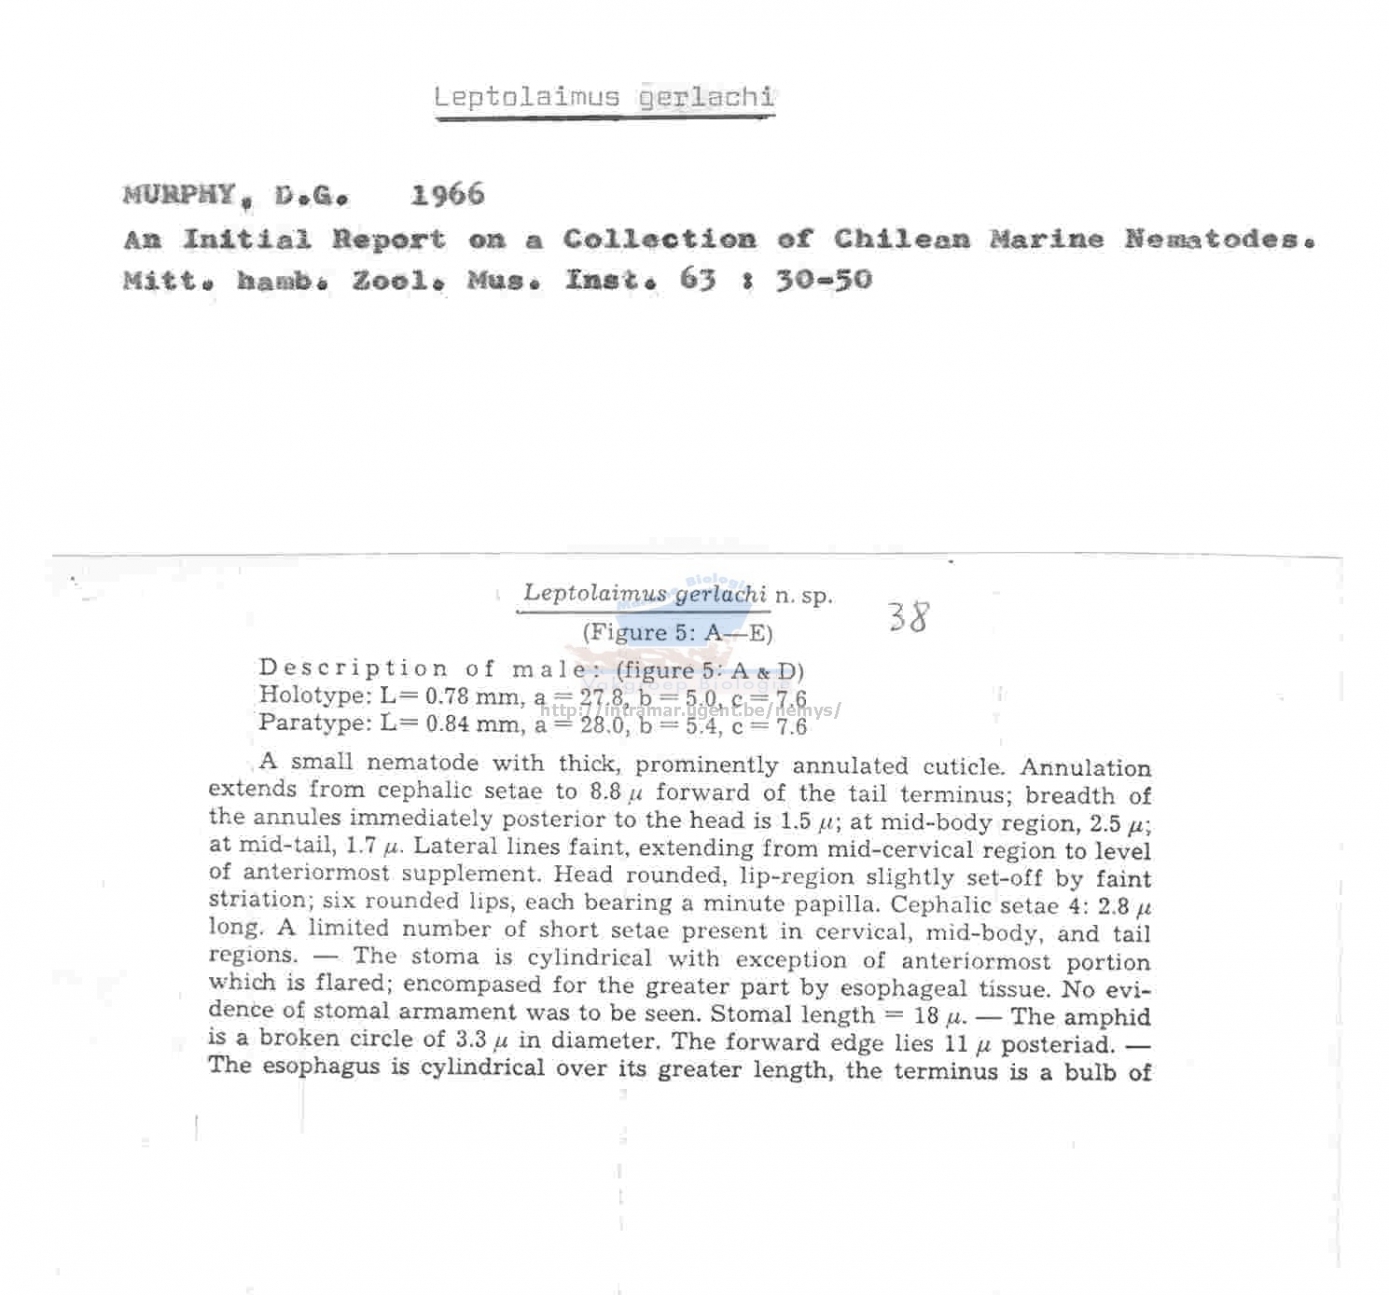 Leptolaimus gerlachi
MURPHY, D.G. 1966
An Initial Report on a Collection of Chilean Marine Nematodes.
Mitt. hamb. Zool. Mus. Inst. 63 : 30-50
Leptolaimus gerlachi n. sp.
38
(Figure 5: A—E)
Description of male: (figure 5: A & D)
Holotype: L= 0.78 mm, a = 27.8, b = 5.0, c = 7.6
http://intramar.ugent.be/nemys/
Paratype: L= 0.84 mm, a = 28.0, b = 5.4, c = 7.6
A small nematode with thick, prominently annulated cuticle. Annulation
extends from cephalic setae to 8.8 μ forward of the tail terminus; breadth of
the annules immediately posterior to the head is 1.5 μ; at mid-body region, 2.5 μ;
at mid-tail, 1.7 μ. Lateral lines faint, extending from mid-cervical region to level
of anteriormost supplement. Head rounded, lip-region slightly set-off by faint
striation; six rounded lips, each bearing a minute papilla. Cephalic setae 4: 2.8 μ
long. A limited number of short setae present in cervical, mid-body, and tail
regions. — The stoma is cylindrical with exception of anteriormost portion
which is flared; encompased for the greater part by esophageal tissue. No evi-
dence of stomal armament was to be seen. Stomal length = 18 μ. — The amphid
is a broken circle of 3.3 μ in diameter. The forward edge lies 11 μ posteriad. —
The esophagus is cylindrical over its greater length, the terminus is a bulb of